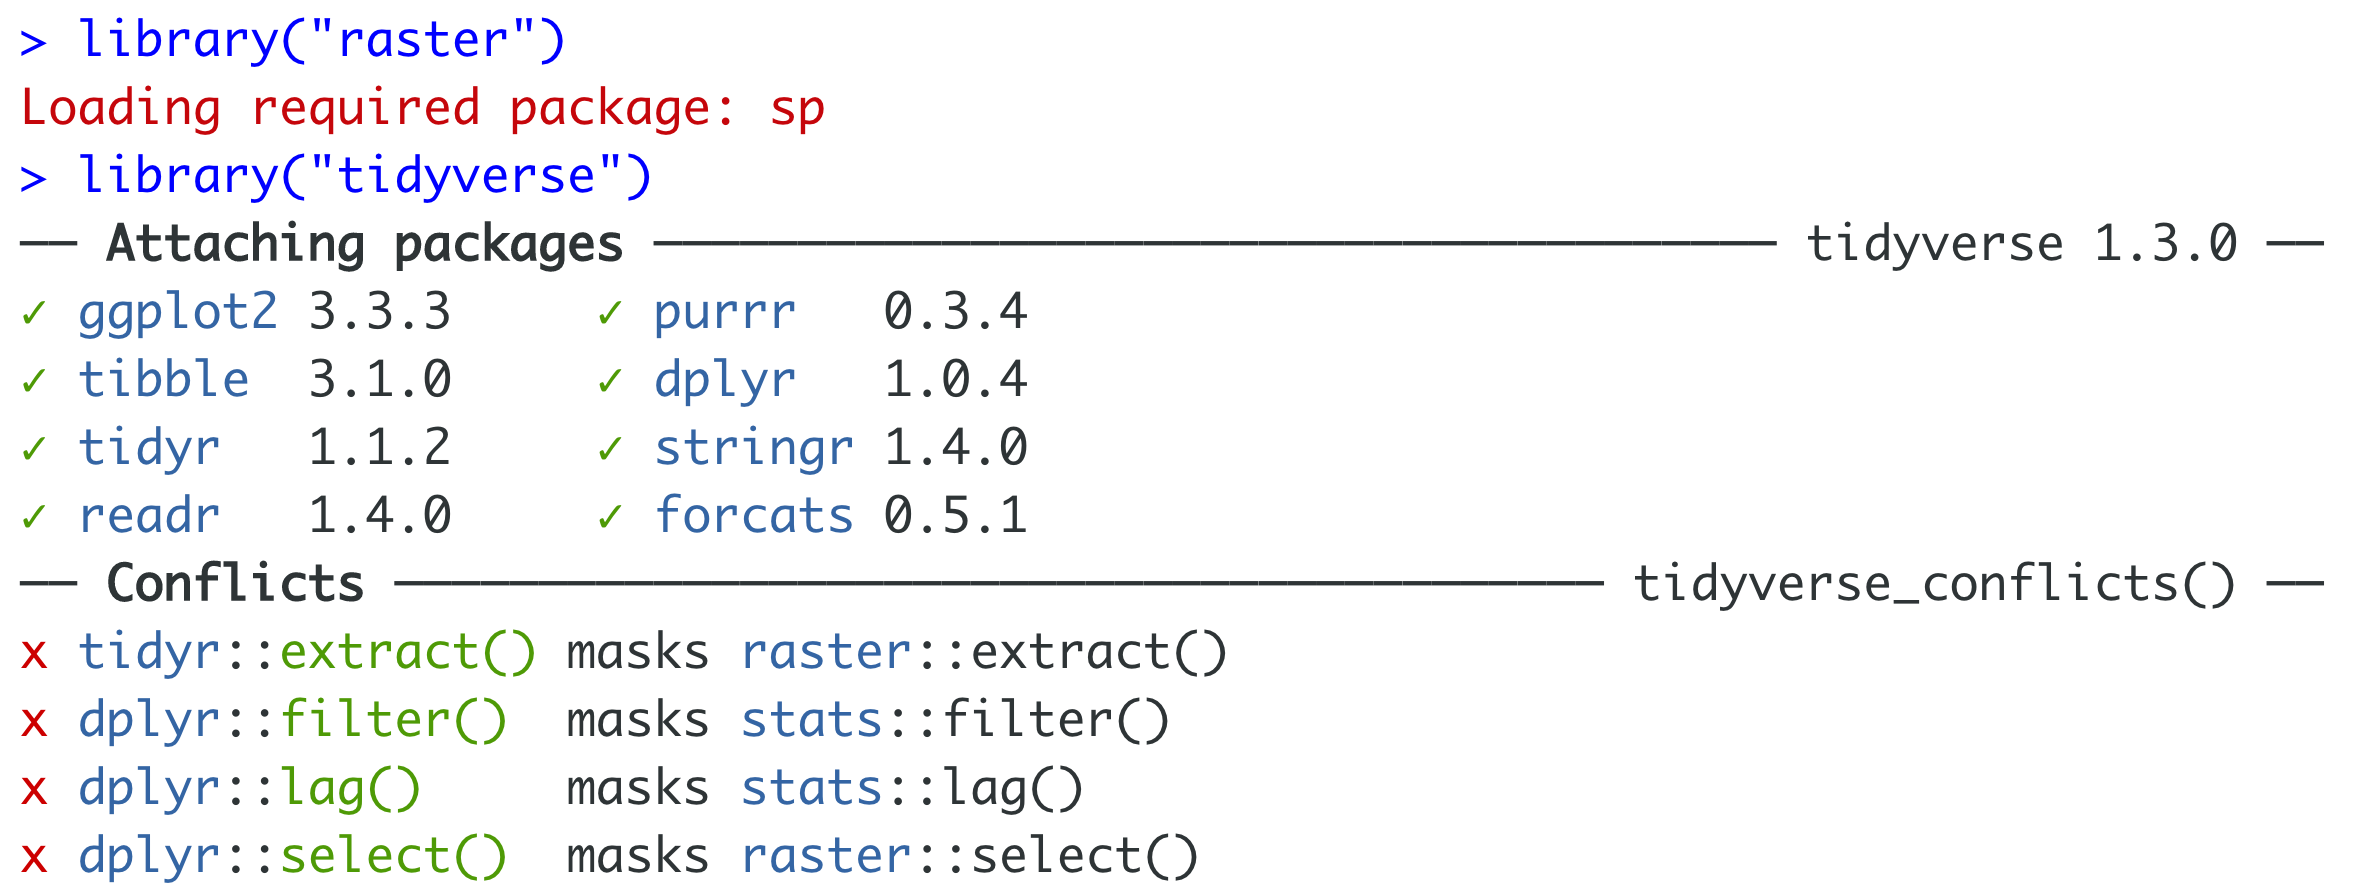 > library("raster")
Loading required package: sp
> library("tidyverse")
── Attaching packages ─────────────────────────────────────── tidyverse 1.3.0 ──
✓ ggplot2 3.3.3     ✓ purrr   0.3.4
✓ tibble  3.1.0     ✓ dplyr   1.0.4
✓ tidyr   1.1.2     ✓ stringr 1.4.0
✓ readr   1.4.0     ✓ forcats 0.5.1
── Conflicts ────────────────────────────────────────── tidyverse_conflicts() ──
x tidyr::extract() masks raster::extract()
x dplyr::filter()  masks stats::filter()
x dplyr::lag()     masks stats::lag()
x dplyr::select()  masks raster::select()